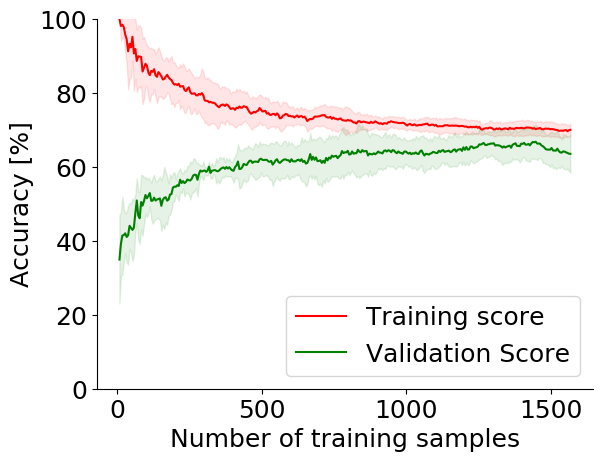 100
80
60
40
20
0
Accuracy [%]
Training score
Validation Score
0 500 1000 1500
Number of training samples